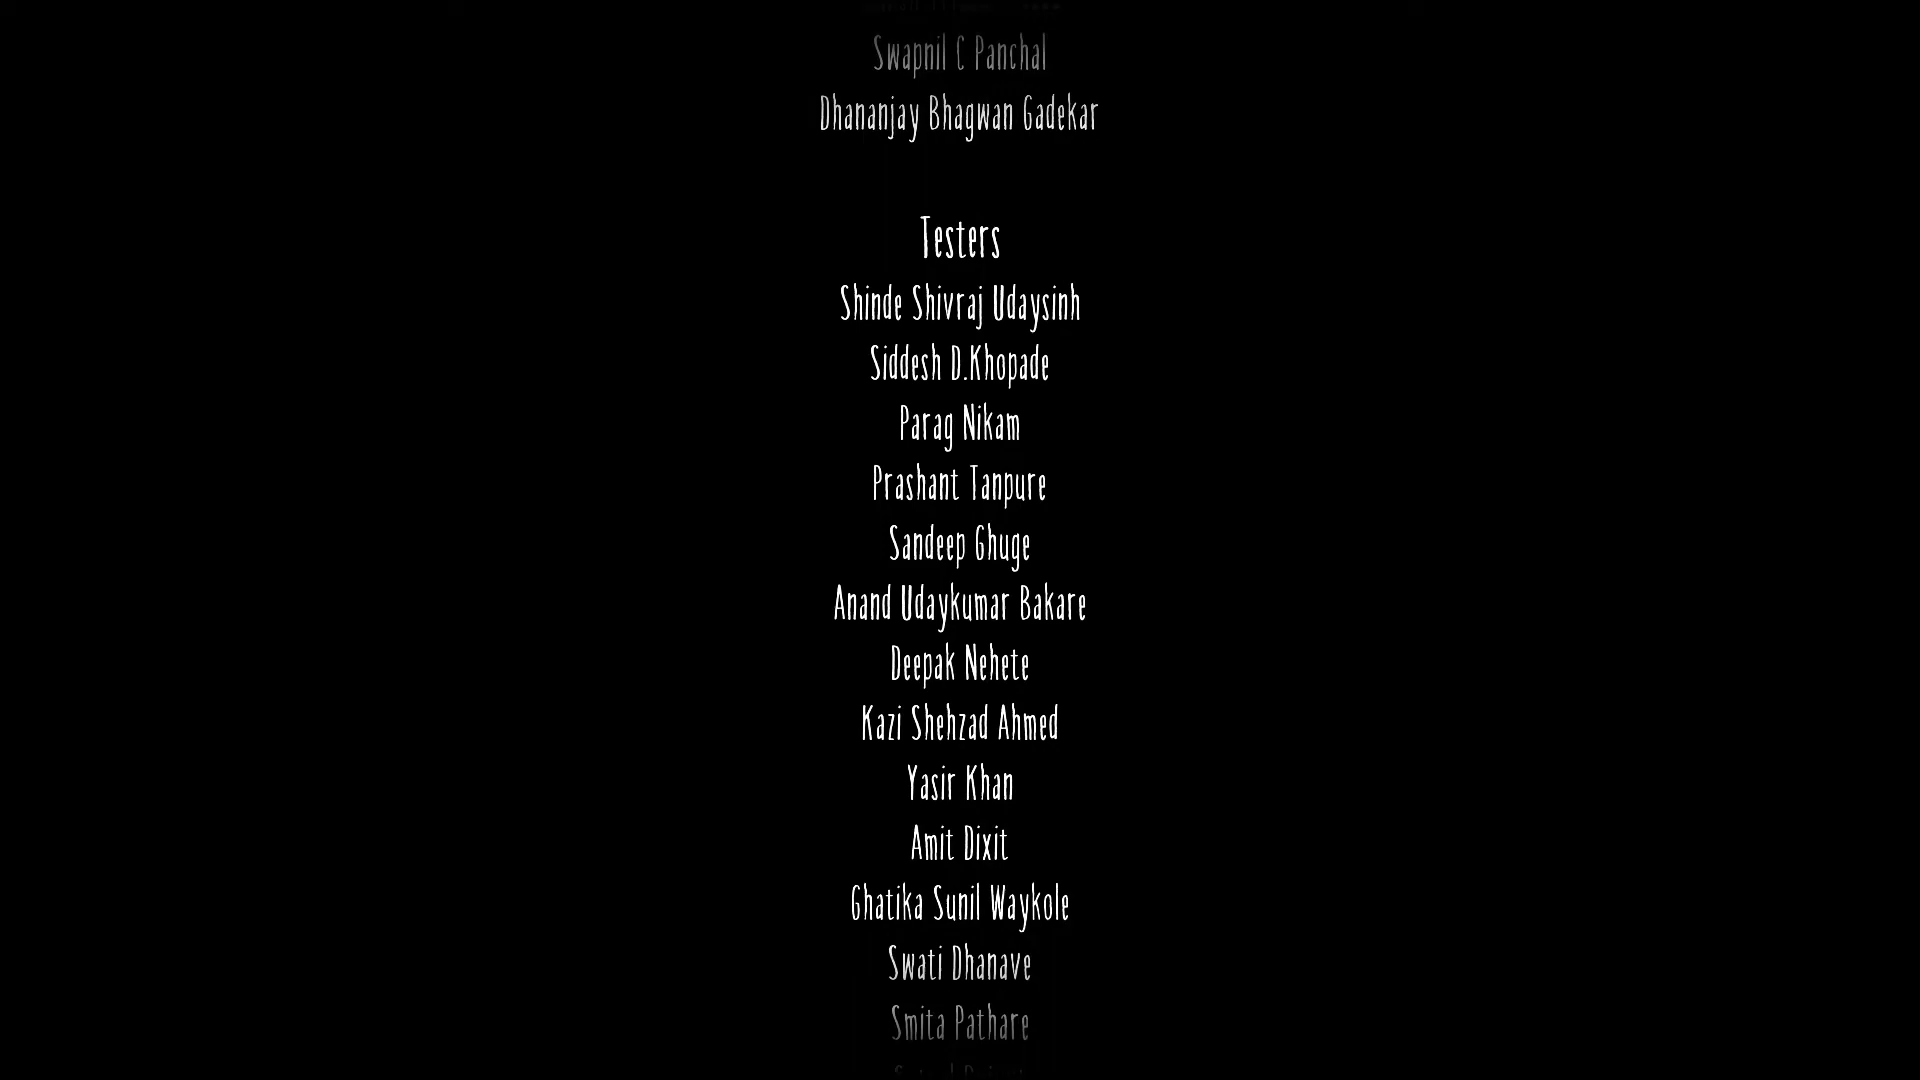 Swapnil C Panchal
Dhananjay Bhagwan Gadekar
Testers
Shinde Shivraj Udaysinh
Siddesh D.Khopade
Parag Nikam
Prashant Tanpure
Sandeep Ghuge
Anand Udaykumar Bakare
Deepak Nehete
Kazi Shehzad Ahmed
Yasir Khan
Amit Dixit
Ghatika Sunil Waykole
Swati Dhanave
Smita Pathare